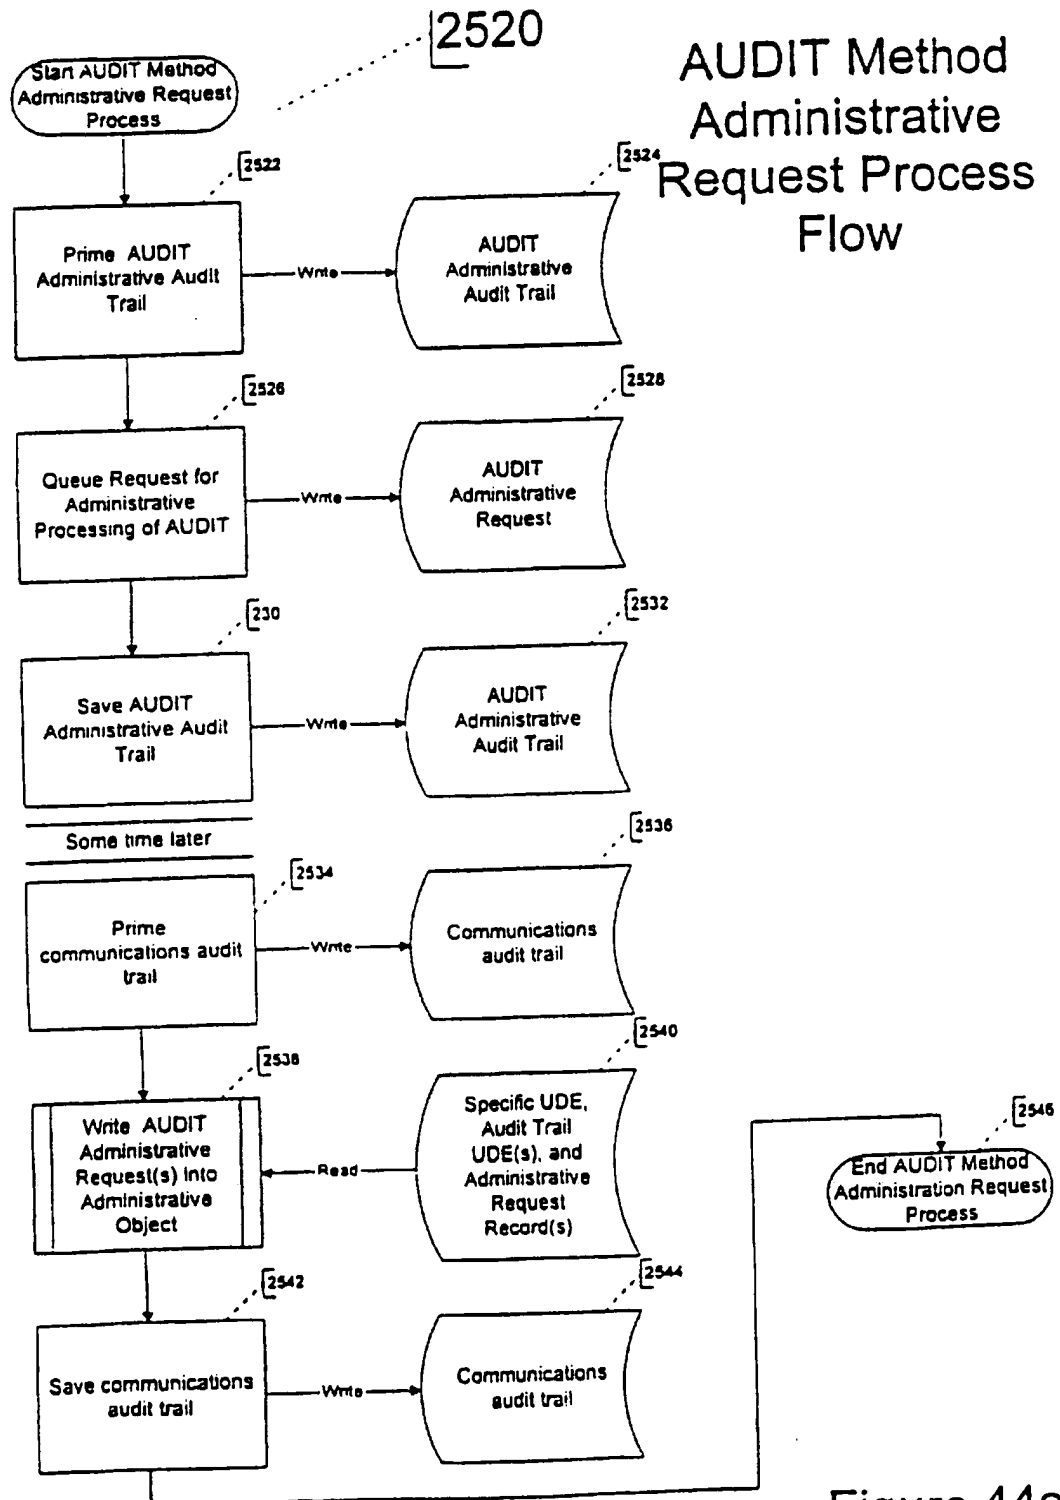 2520
AUDIT Method
Administrative
Request Process
Flow
Start AUDIT Method
Administrative Request
Process
2522
Prime AUDIT
Administrative Audit
Trail
Write
2524
AUDIT
Administrative
Audit Trail
2526
Queue Request for
Administrative
Processing of AUDIT
Write
2528
AUDIT
Administrative
Request
230
Save AUDIT
Administrative Audit
Trail
Write
2532
AUDIT
Administrative
Audit Trail
Some time later
2534
Prime
communications audit
trail
Write
2536
Communications
audit trail
2538
Write AUDIT
Administrative
Request(s) Into
Administrative
Object
Read
2540
Specific UDE,
Audit Trail
UDE(s), and
Administrative
Request
Record(s)
2542
Save communications
audit trail
Write
2544
Communications
audit trail
2546
End AUDIT Method
Administration Request
Process
Figure 44a